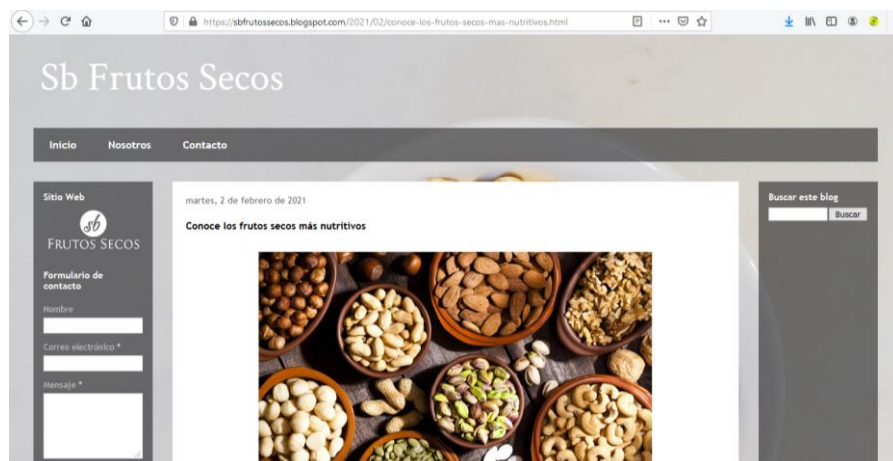 https://sbfrutossecos.blogspot.com/2021/02/conoce-los-frutos-secos-mas-nutritivos.html
Sb Frutos Secos
Inicio Nosotros Contacto
Sitio Web
sb
FRUTOS SECOS
Formulario de
contacto
Nombre
Correo electrónico *
Mensaje *
martes, 2 de febrero de 2021
Conoce los frutos secos más nutritivos
Buscar este blog
Buscar